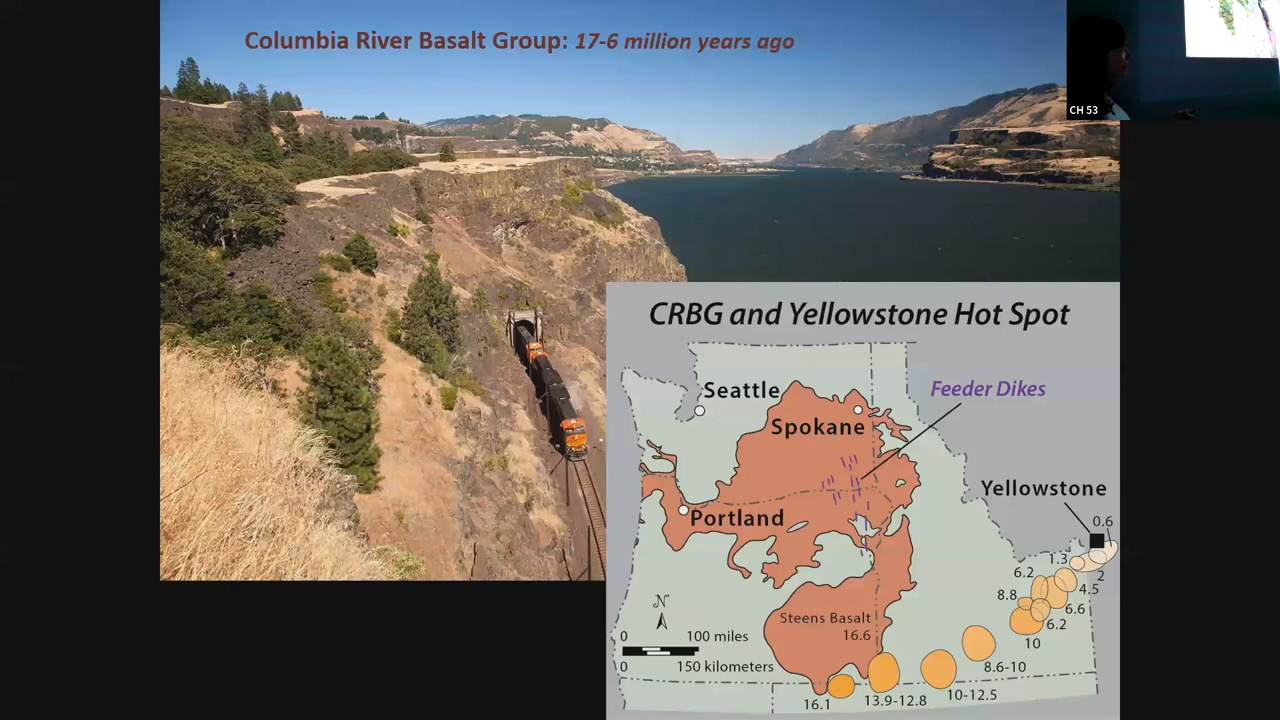 Columbia River Basalt Group: 17-6 million years ago
CH 53
CRBG and Yellowstone Hot Spot
Seattle
Feeder Dikes
Spokane
Yellowstone
Portland
0.6
1.3
2
6.2
4.5
8.8
6.6
6.2
N
Steens Basalt
16.6
10
0 100 miles
0 150 kilometers
8.6-10
10-12.5
13.9-12.8
16.1